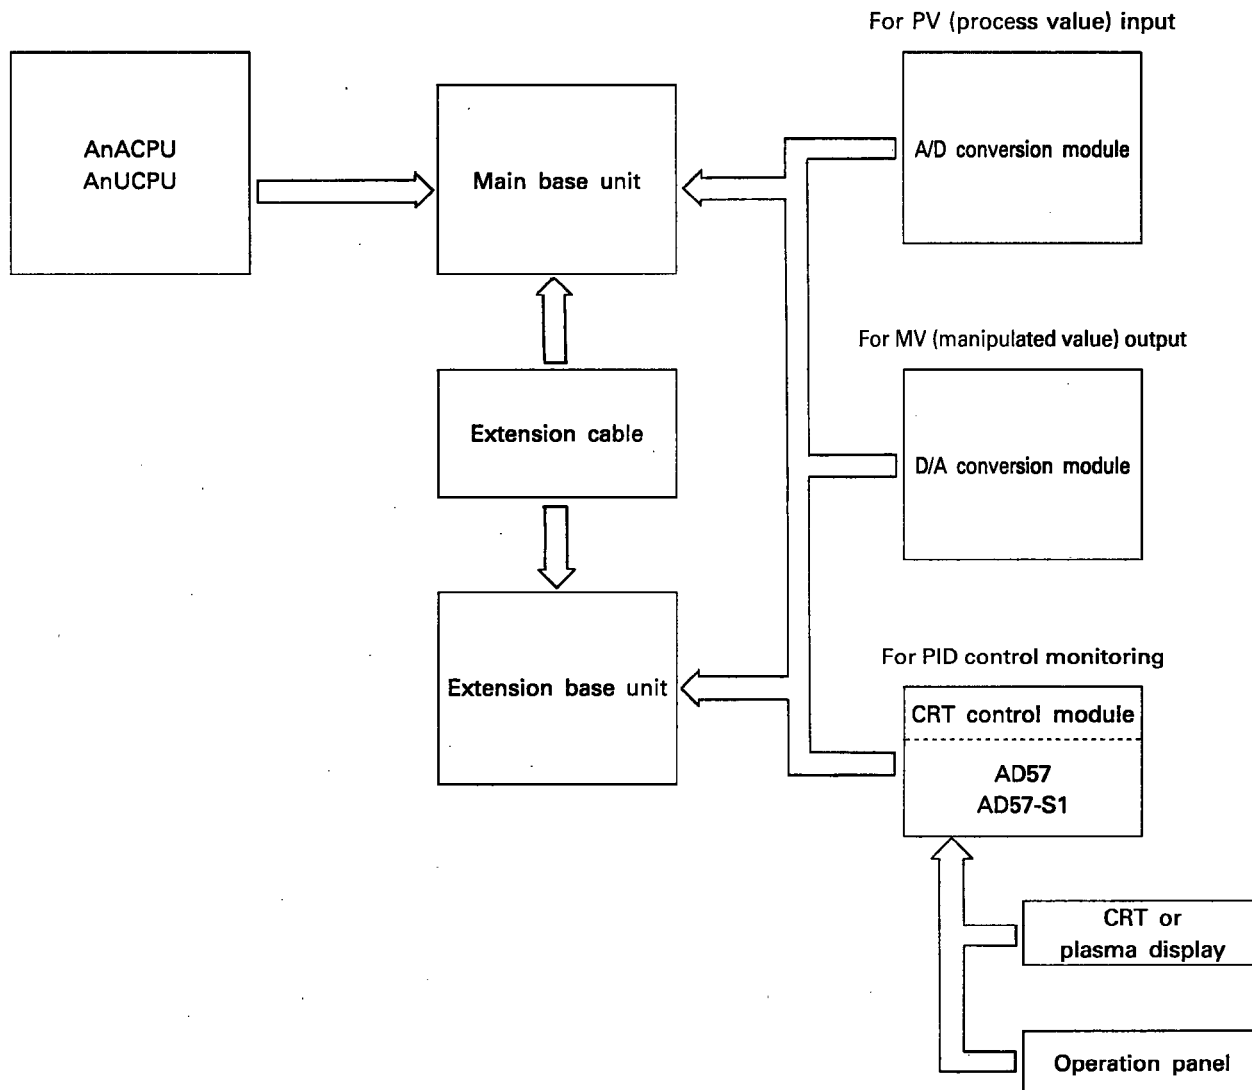 For PV (process value) input
AnACPU
AnUCPU
Main base unit
A/D conversion module
For MV (manipulated value) output
Extension cable
D/A conversion module
For PID control monitoring
Extension base unit
CRT control module
AD57
AD57-S1
CRT or
plasma display
Operation panel